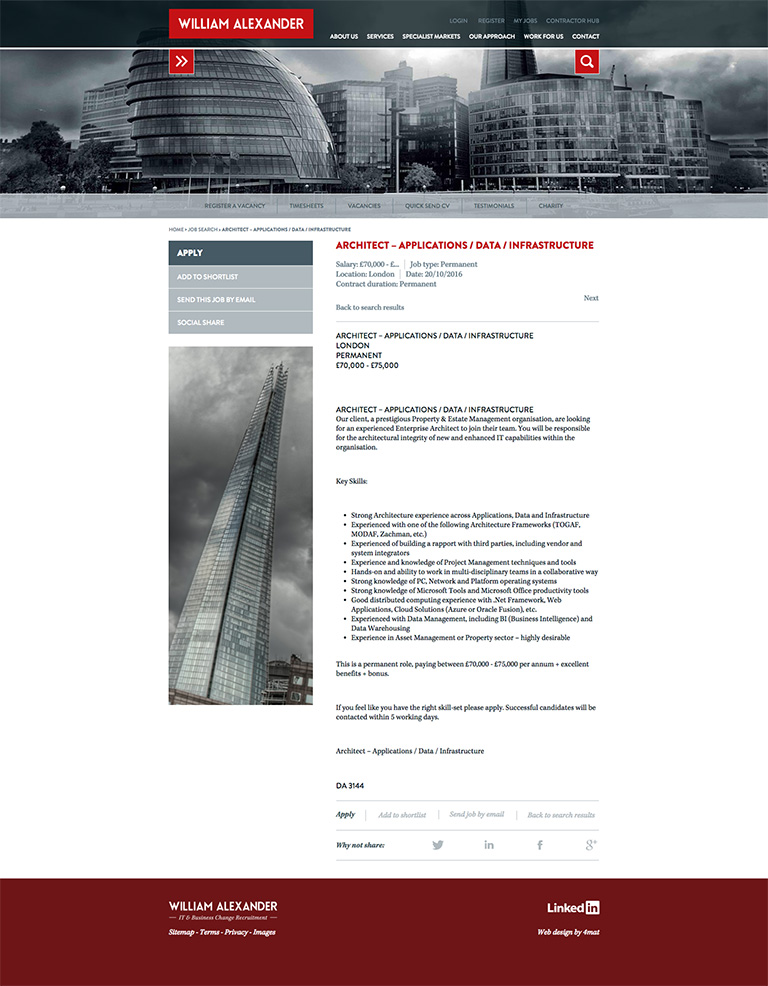 WILLIAM ALEXANDER
LOGIN REGISTER MY JOBS CONTRACTOR HUB
ABOUT US SERVICES SPECIALIST MARKETS OUR APPROACH WORK FOR US CONTACT
REGISTER A VACANCY TIMESHEETS VACANCIES QUICK SEND CV TESTIMONIALS CHARITY
HOME › JOB SEARCH › ARCHITECT – APPLICATIONS / DATA / INFRASTRUCTURE
APPLY
ADD TO SHORTLIST
SEND THIS JOB BY EMAIL
SOCIAL SHARE
ARCHITECT – APPLICATIONS / DATA / INFRASTRUCTURE
Salary: £70,000 - £... Job type: Permanent
Location: London Date: 20/10/2016
Contract duration: Permanent
Next
Back to search results
ARCHITECT – APPLICATIONS / DATA / INFRASTRUCTURE
LONDON
PERMANENT
£70,000 - £75,000
ARCHITECT – APPLICATIONS / DATA / INFRASTRUCTURE
Our client, a prestigious Property & Estate Management organisation, are looking
for an experienced Enterprise Architect to join their team. You will be responsible
for the architectural integrity of new and enhanced IT capabilities within the
organisation.
Key Skills:
• Strong Architecture experience across Applications, Data and Infrastructure
• Experienced with one of the following Architecture Frameworks (TOGAF,
MODAF, Zachman, etc.)
• Experienced of building a rapport with third parties, including vendor and
system integrators
• Experience and knowledge of Project Management techniques and tools
• Hands-on and ability to work in multi-disciplinary teams in a collaborative way
• Strong knowledge of PC, Network and Platform operating systems
• Strong knowledge of Microsoft Tools and Microsoft Office productivity tools
• Good distributed computing experience with .Net Framework, Web
Applications, Cloud Solutions (Azure or Oracle Fusion), etc.
• Experienced with Data Management, including BI (Business Intelligence) and
Data Warehousing
• Experience in Asset Management or Property sector – highly desirable
This is a permanent role, paying between £70,000 - £75,000 per annum + excellent
benefits + bonus.
If you feel like you have the right skill-set please apply. Successful candidates will be
contacted within 5 working days.
Architect – Applications / Data / Infrastructure
DA 3144
Apply Add to shortlist Send job by email Back to search results
Why not share:
WILLIAM ALEXANDER
IT & Business Change Recruitment
Sitemap - Terms - Privacy - Images
Linked in
Web design by 4mat